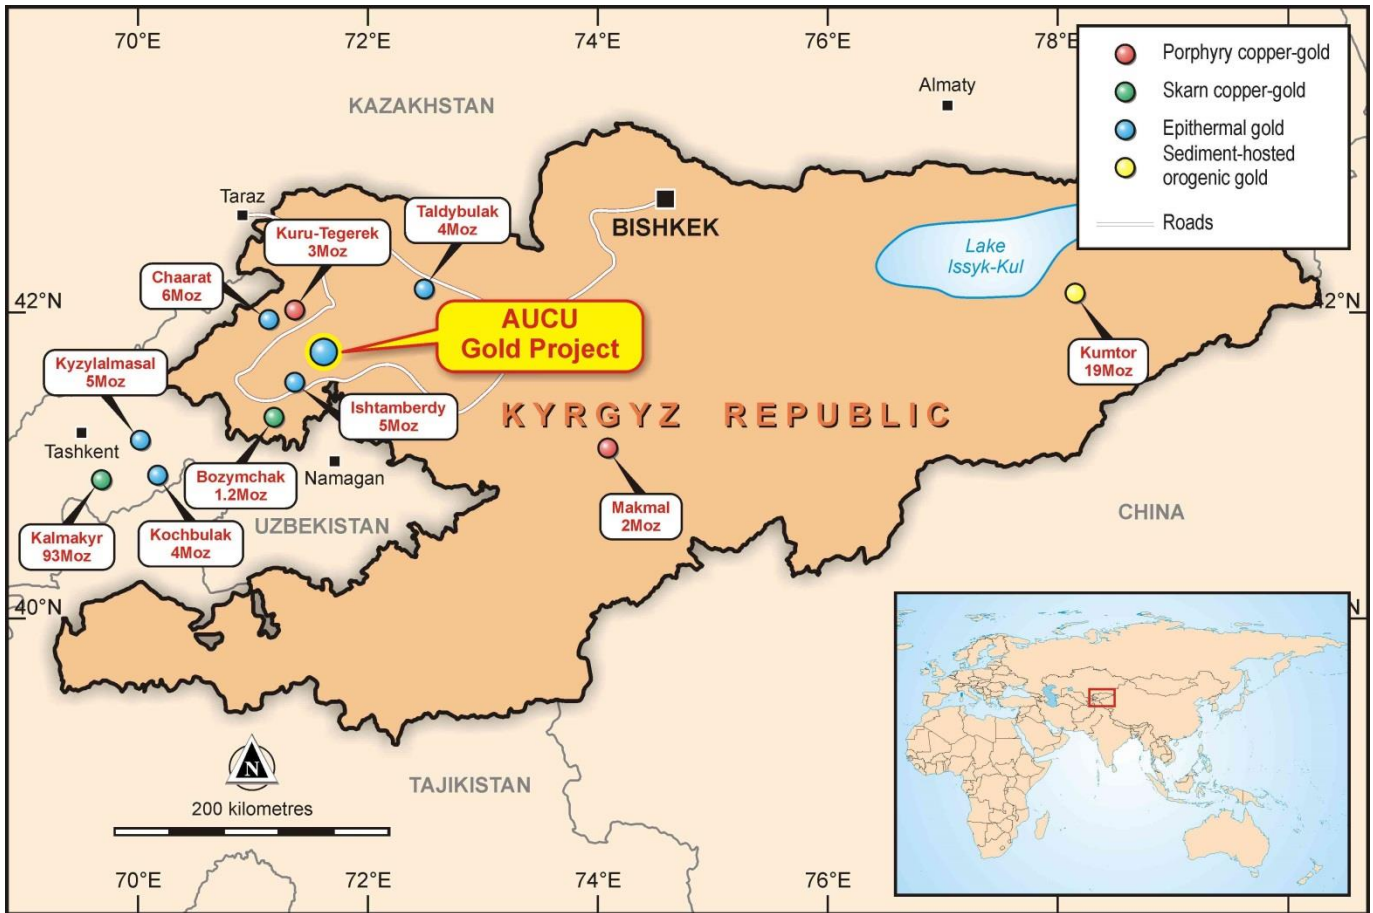 70°E
72°E
74°E
76°E
78°E
Porphyry copper-gold
Skarn copper-gold
Epithermal gold
Sediment-hosted
orogenic gold
Roads
Almaty
KAZAKHSTAN
Taraz
Kuru-Tegerek
3Moz
Taldybulak
4Moz
BISHKEK
Lake
Issyk-Kul
Chaarat
6Moz
42°N
42°N
AUCU
Gold Project
Kumtor
19Moz
Kyzylalmasal
5Moz
Ishtamberdy
5Moz
KYRGYZ REPUBLIC
Tashkent
Bozymchak
1.2Moz
Namagan
Makmal
2Moz
CHINA
UZBEKISTAN
Kalmakyr
93Moz
Kochbulak
4Moz
40°N
N
N
200 kilometres
TAJIKISTAN
70°E
72°E
74°E
76°E